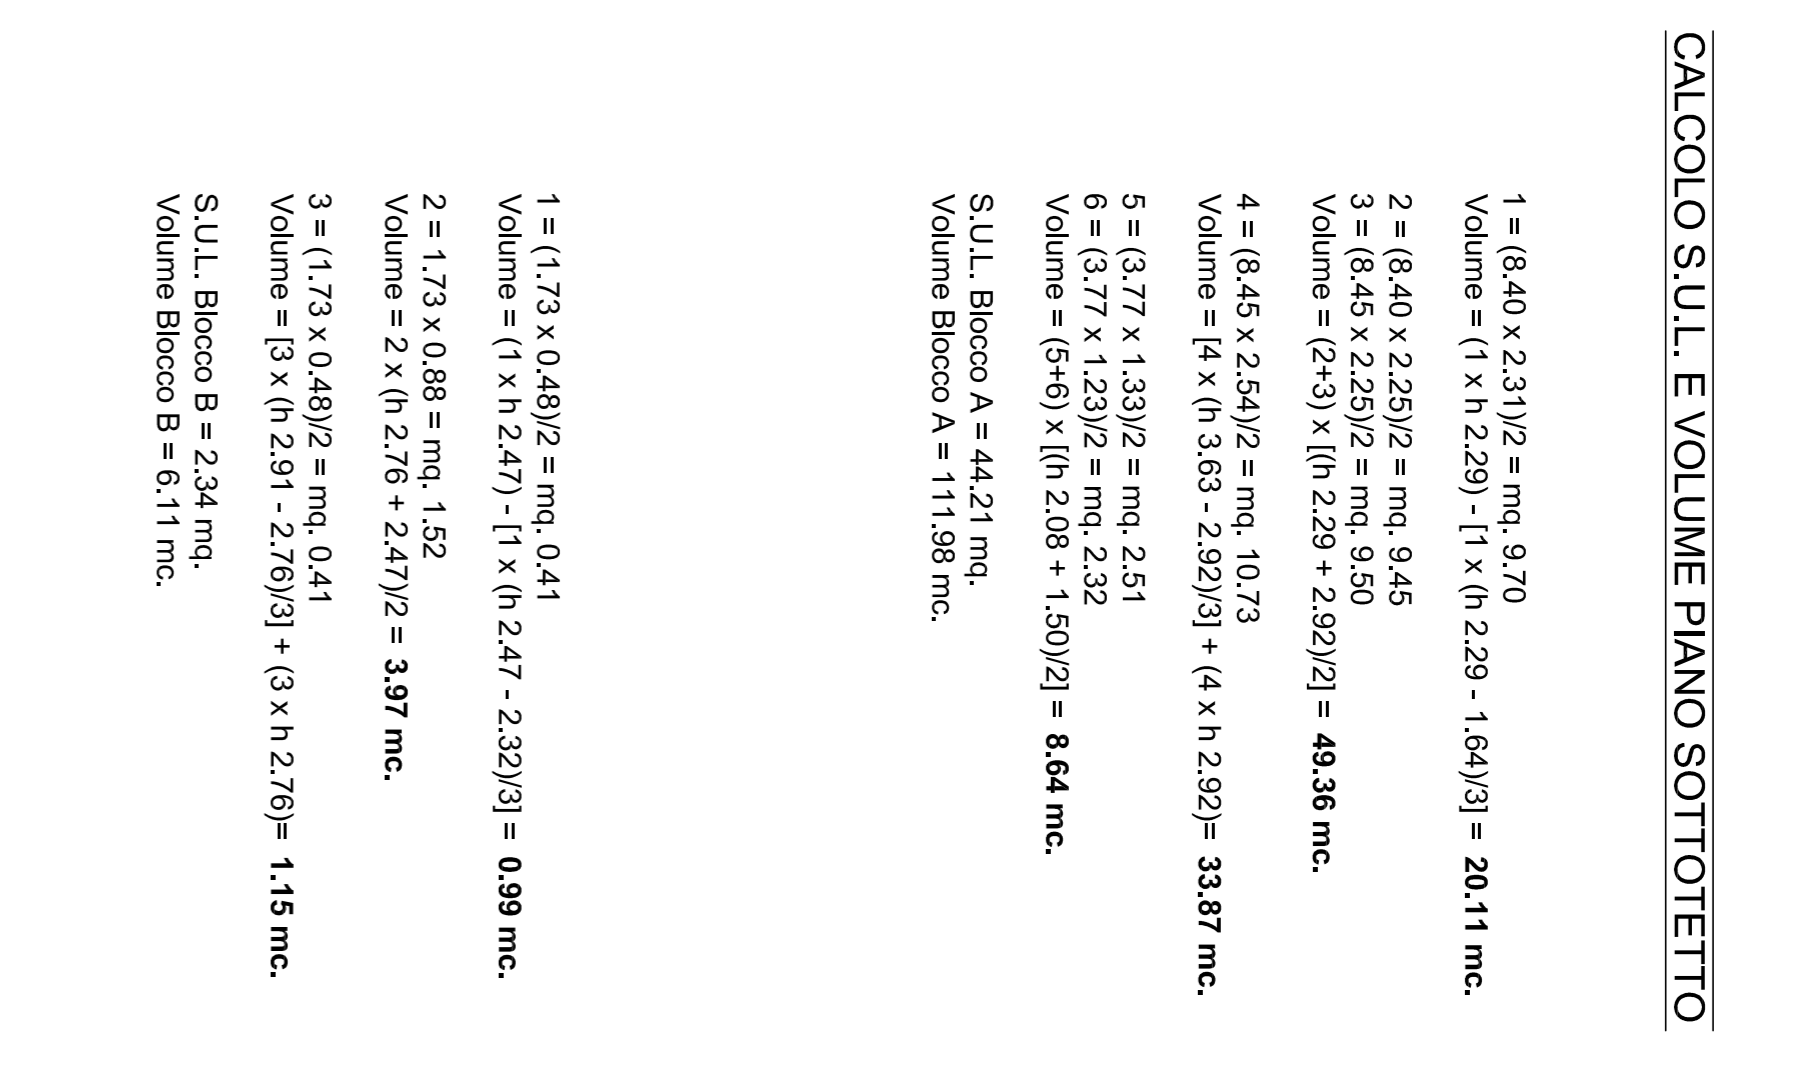 CALCOLO S.U.L. E VOLUME PIANO SOTTOTETTO
1 = (8.40 x 2.31)/2 = mq. 9.70
Volume = (1 x h 2.29) - [1 x (h 2.29 - 1.64)/3] = 20.11 mc.
2 = (8.40 x 2.25)/2 = mq. 9.45
3 = (8.45 x 2.25)/2 = mq. 9.50
Volume = (2+3) x [(h 2.29 + 2.92)/2] = 49.36 mc.
4 = (8.45 x 2.54)/2 = mq. 10.73
Volume = [4 x (h 3.63 - 2.92)/3] + (4 x h 2.92)= 33.87 mc.
5 = (3.77 x 1.33)/2 = mq. 2.51
6 = (3.77 x 1.23)/2 = mq. 2.32
Volume = (5+6) x [(h 2.08 + 1.50)/2] = 8.64 mc.
S.U.L. Blocco A = 44.21 mq.
Volume Blocco A = 111.98 mc.
1 = (1.73 x 0.48)/2 = mq. 0.41
Volume = (1 x h 2.47) - [1 x (h 2.47 - 2.32)/3] = 0.99 mc.
2 = 1.73 x 0.88 = mq. 1.52
Volume = 2 x (h 2.76 + 2.47)/2 = 3.97 mc.
3 = (1.73 x 0.48)/2 = mq. 0.41
Volume = [3 x (h 2.91 - 2.76)/3] + (3 x h 2.76)= 1.15 mc.
S.U.L. Blocco B = 2.34 mq.
Volume Blocco B = 6.11 mc.